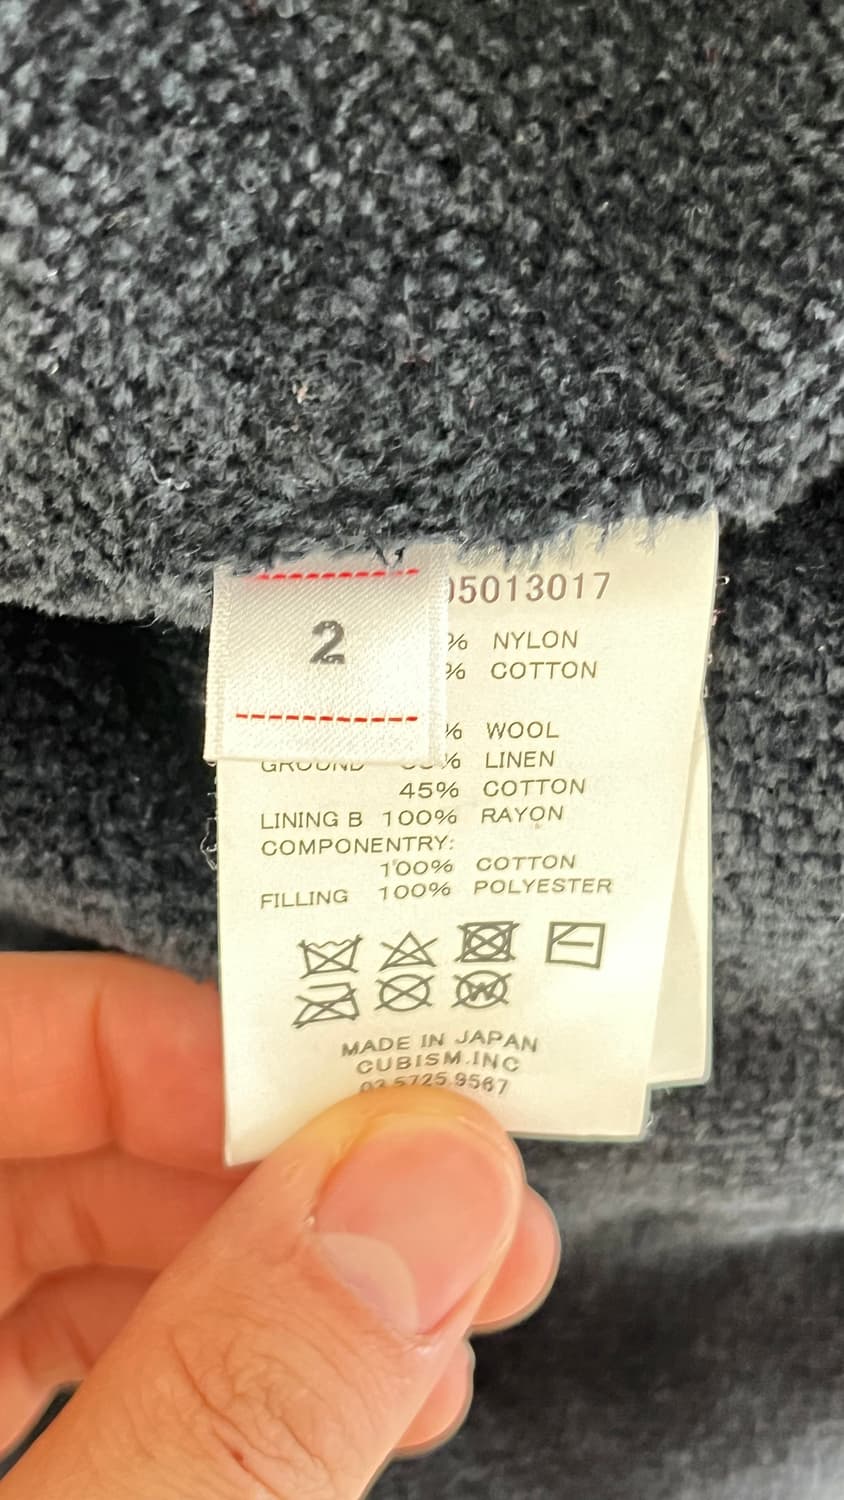 2
05013017
% NYLON
% COTTON
% WOOL
GROUND % LINEN
45% COTTON
LINING B 100% RAYON
COMPONENTRY:
100% COTTON
FILLING 100% POLYESTER
W
MADE IN JAPAN
CUBISM.INC
03 5725 9567